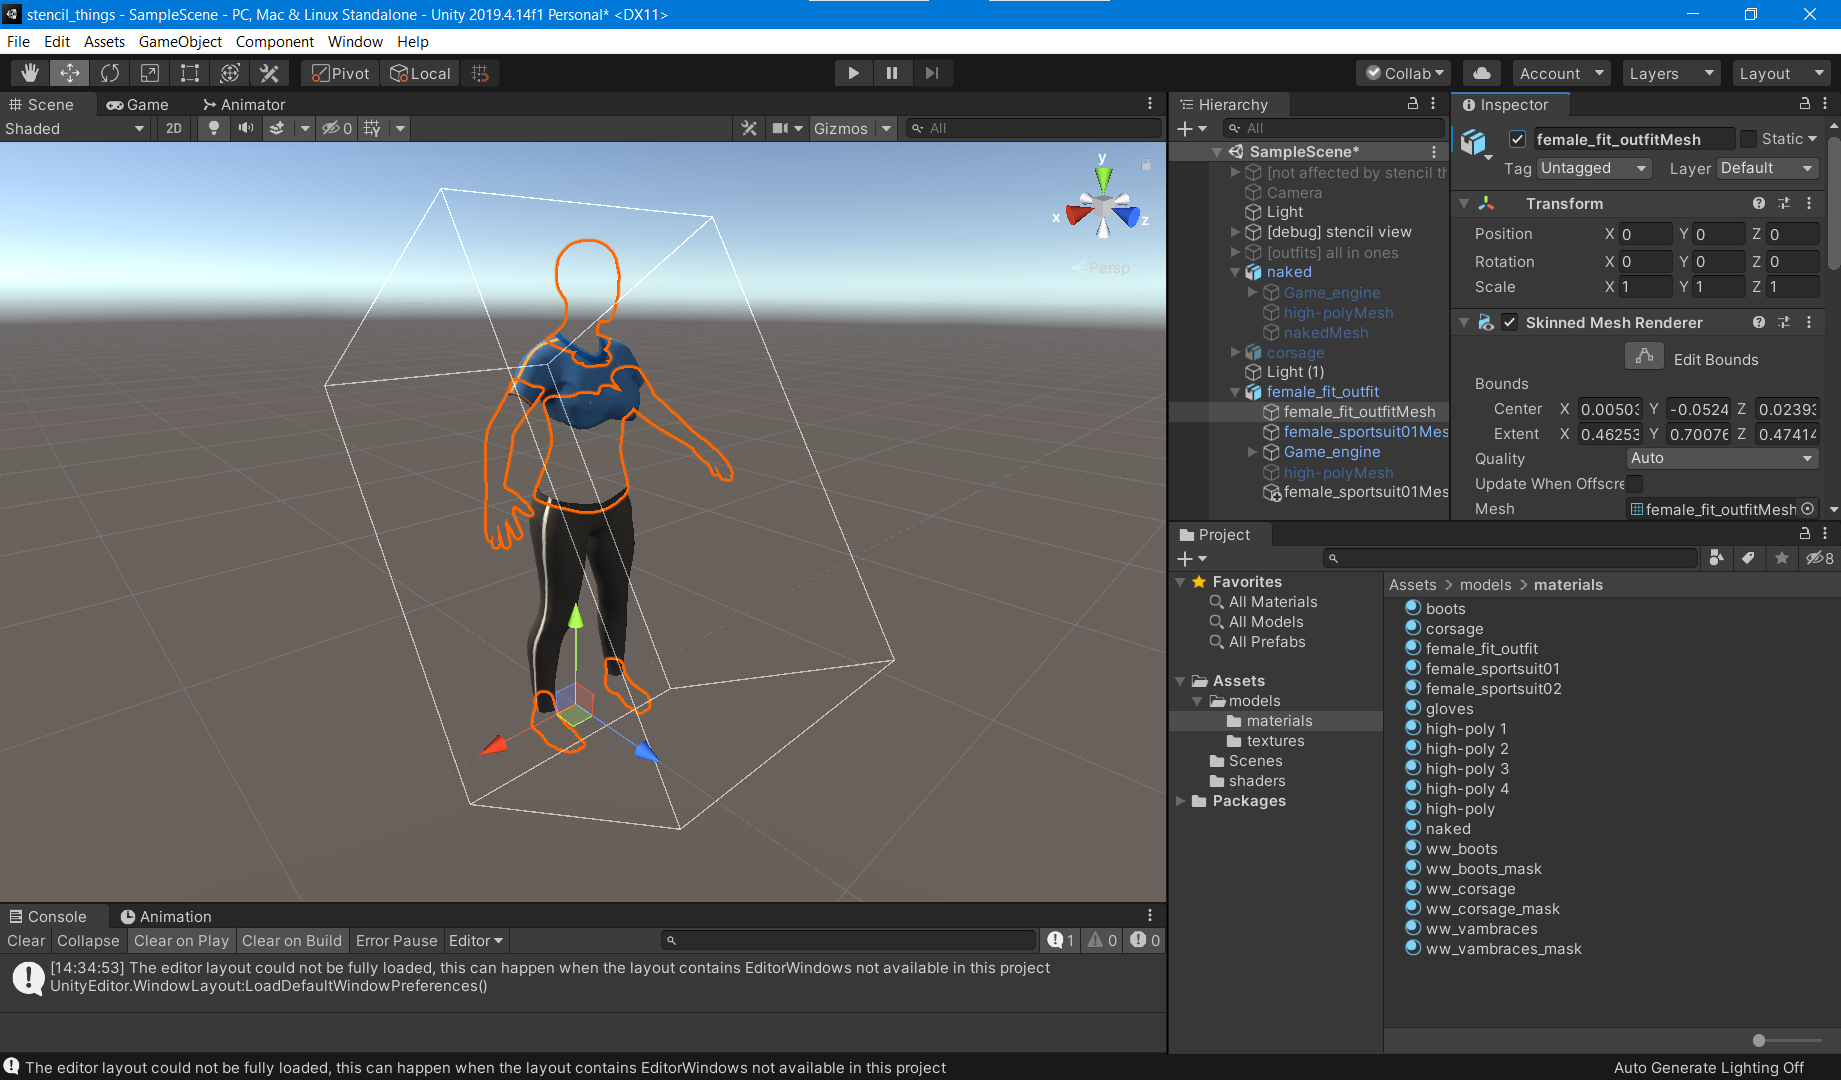 stencil_things - SampleScene - PC, Mac & Linux Standalone - Unity 2019.4.14f1 Personal* <DX11>
File Edit Assets GameObject Component Window Help
Pivot Local Collab Account Layers Layout
Scene Game Animator
Shaded 2D 0 Gizmos All
y
x
z
Persp
Hierarchy
All
SampleScene*
[not affected by stencil th
Camera
Light
[debug] stencil view
[outfits] all in ones
naked
Game_engine
high-polyMesh
nakedMesh
corsage
Light (1)
female_fit_outfit
female_fit_outfitMesh
female_sportsuit01Mes
Game_engine
high-polyMesh
female_sportsuit01Mes
Inspector
female_fit_outfitMesh Static
Tag Untagged Layer Default
Transform
Position X 0 Y 0 Z 0
Rotation X 0 Y 0 Z 0
Scale X 1 Y 1 Z 1
Skinned Mesh Renderer
Edit Bounds
Bounds
Center X 0.00503 Y -0.0524 Z 0.02393
Extent X 0.46253 Y 0.70076 Z 0.47414
Quality Auto
Update When Offscre
Mesh female_fit_outfitMesh
Project
8
Favorites
All Materials
All Models
All Prefabs
Assets
models
materials
textures
Scenes
shaders
Packages
Assets > models > materials
boots
corsage
female_fit_outfit
female_sportsuit01
female_sportsuit02
gloves
high-poly 1
high-poly 2
high-poly 3
high-poly 4
high-poly
naked
ww_boots
ww_boots_mask
ww_corsage
ww_corsage_mask
ww_vambraces
ww_vambraces_mask
Console Animation
Clear Collapse Clear on Play Clear on Build Error Pause Editor 1 0 0
[14:34:53] The editor layout could not be fully loaded, this can happen when the layout contains EditorWindows not available in this project
UnityEditor.WindowLayout:LoadDefaultWindowPreferences()
The editor layout could not be fully loaded, this can happen when the layout contains EditorWindows not available in this project
Auto Generate Lighting Off